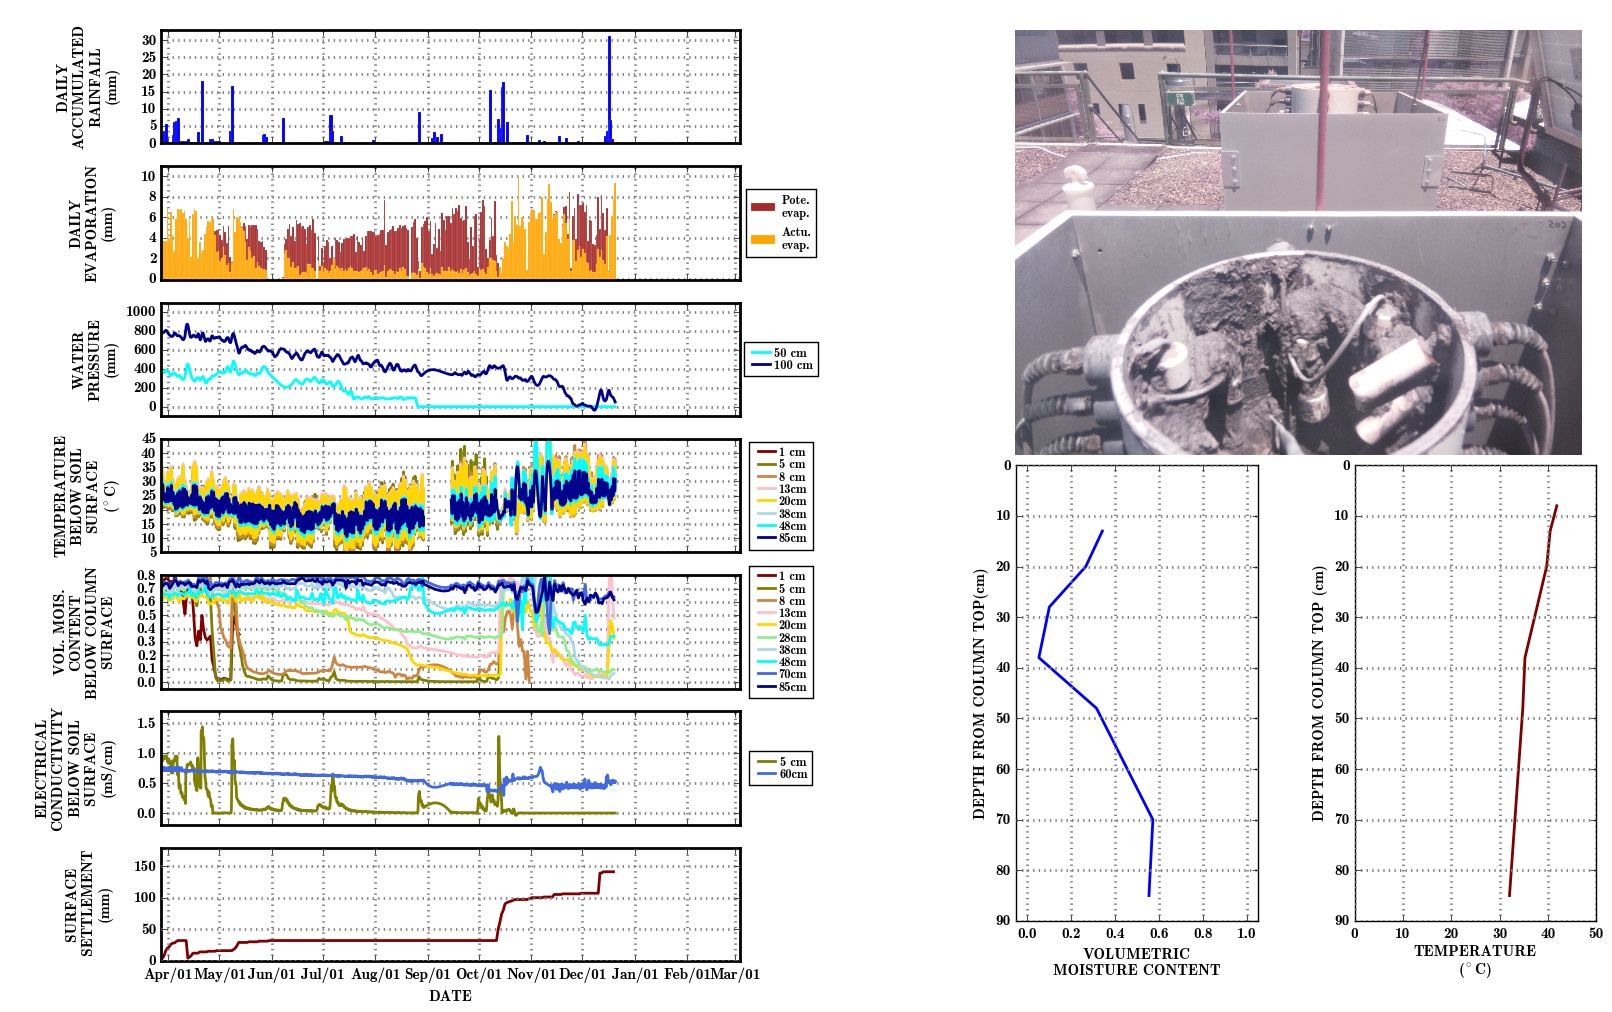 DAILY
ACCUMULATED
RAINFALL
(mm)
30
25
20
15
10
5
0
DAILY
EVAPORATION
(mm)
10
8
6
4
2
0
Pote.
evap.
Actu.
evap.
WATER
PRESSURE
(mm)
1000
800
600
400
200
0
50 cm
100 cm
TEMPERATURE
BELOW SOIL
SURFACE
(°C)
45
40
35
30
25
20
15
10
5
1 cm
5 cm
8 cm
13cm
20cm
38cm
48cm
85cm
VOL. MOIS.
CONTENT
BELOW COLUMN
SURFACE
0.8
0.7
0.6
0.5
0.4
0.3
0.2
0.1
0.0
1 cm
5 cm
8 cm
13cm
20cm
28cm
38cm
48cm
70cm
85cm
ELECTRICAL
CONDUCTIVITY
BELOW SOIL
SURFACE
(mS/cm)
1.5
1.0
0.5
0.0
5 cm
60cm
SURFACE
SETTLEMENT
(mm)
150
100
50
0
Apr/01 May/01 Jun/01 Jul/01 Aug/01 Sep/01 Oct/01 Nov/01 Dec/01 Jan/01 Feb/01 Mar/01
DATE
DEPTH FROM COLUMN TOP(cm)
0
10
20
30
40
50
60
70
80
90
0.0 0.2 0.4 0.6 0.8 1.0
VOLUMETRIC
MOISTURE CONTENT
DEPTH FROM COLUMN TOP (cm)
0
10
20
30
40
50
60
70
80
90
0 10 20 30 40 50
TEMPERATURE
(°C)